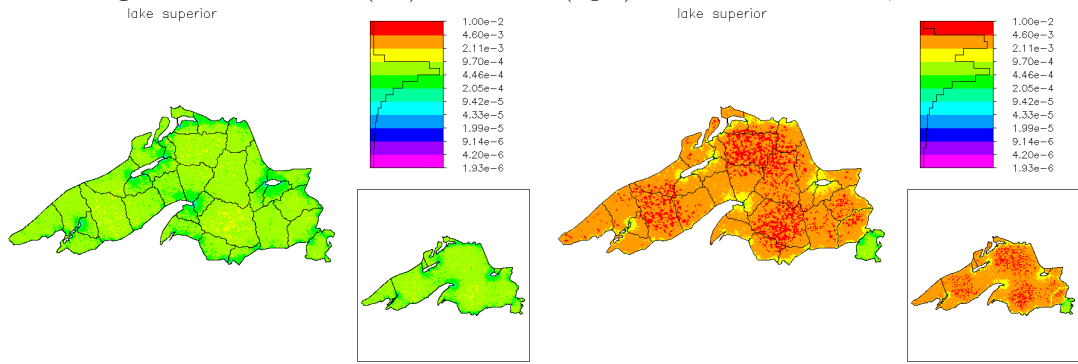 lake superior
1.00e-2
4.60e-3
2.11e-3
9.70e-4
4.46e-4
2.05e-4
9.42e-5
4.33e-5
1.99e-5
9.14e-6
4.20e-6
1.93e-6
lake superior
1.00e-2
4.60e-3
2.11e-3
9.70e-4
4.46e-4
2.05e-4
9.42e-5
4.33e-5
1.99e-5
9.14e-6
4.20e-6
1.93e-6